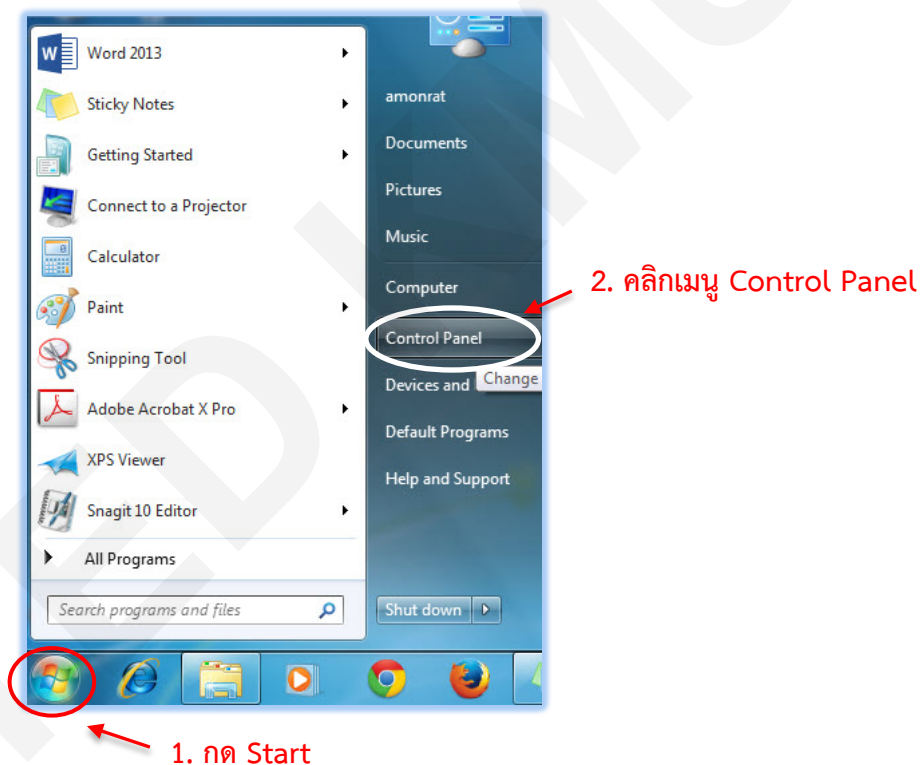 Word 2013
Sticky Notes
Getting Started
Connect to a Projector
Calculator
Paint
Snipping Tool
Adobe Acrobat X Pro
XPS Viewer
Snagit 10 Editor
All Programs
Search programs and files
amonrat
Documents
Pictures
Music
Computer
Control Panel
Devices and
Change
Default Programs
Help and Support
Shut down
2. คลิกเมนู Control Panel
1. กด Start